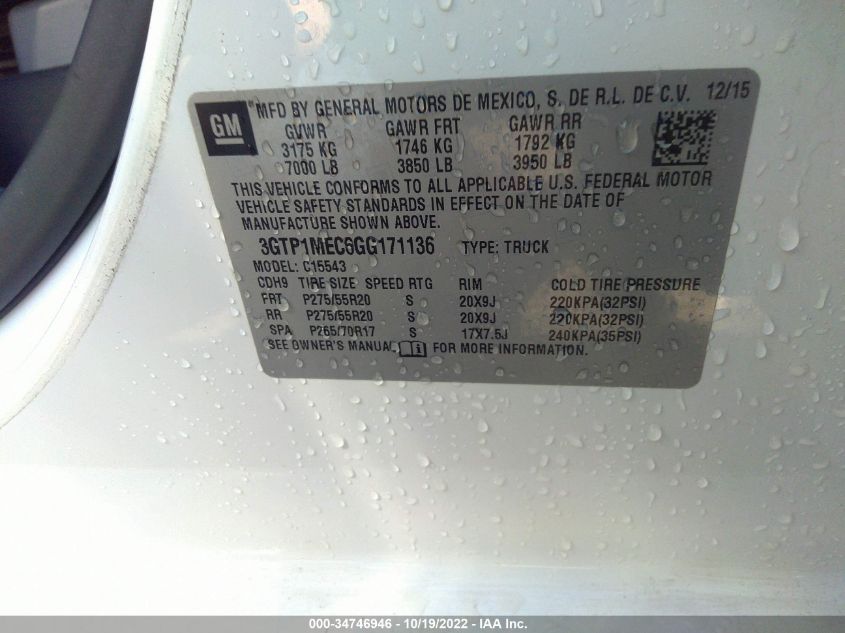 GM
MFD BY GENERAL MOTORS DE MEXICO, S. DE R.L. DE C.V. 12/15
GVWR GAWR FRT GAWR RR
3175 KG 1746 KG 1792 KG
7000 LB 3850 LB 3950 LB
THIS VEHICLE CONFORMS TO ALL APPLICABLE U.S. FEDERAL MOTOR
VEHICLE SAFETY STANDARDS IN EFFECT ON THE DATE OF
MANUFACTURE SHOWN ABOVE.
3GTP1MEC6GG171136 TYPE: TRUCK
MODEL: C15543
CDH9 TIRE SIZE SPEED RTG RIM COLD TIRE PRESSURE
FRT P275/55R20 S 20X9J 220KPA(32PSI)
RR P275/55R20 S 20X9J 220KPA(32PSI)
SPA P265/70R17 S 17X7.5J 240KPA(35PSI)
SEE OWNER'S MANUAL FOR MORE INFORMATION.
000-34746946 - 10/19/2022 - IAA Inc.